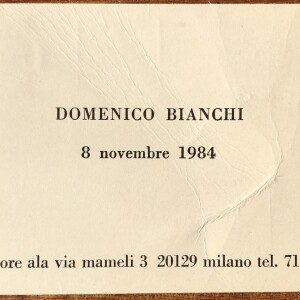 DOMENICO BIANCHI
8 novembre 1984
ore ala via mameli 3 20129 milano tel. 71